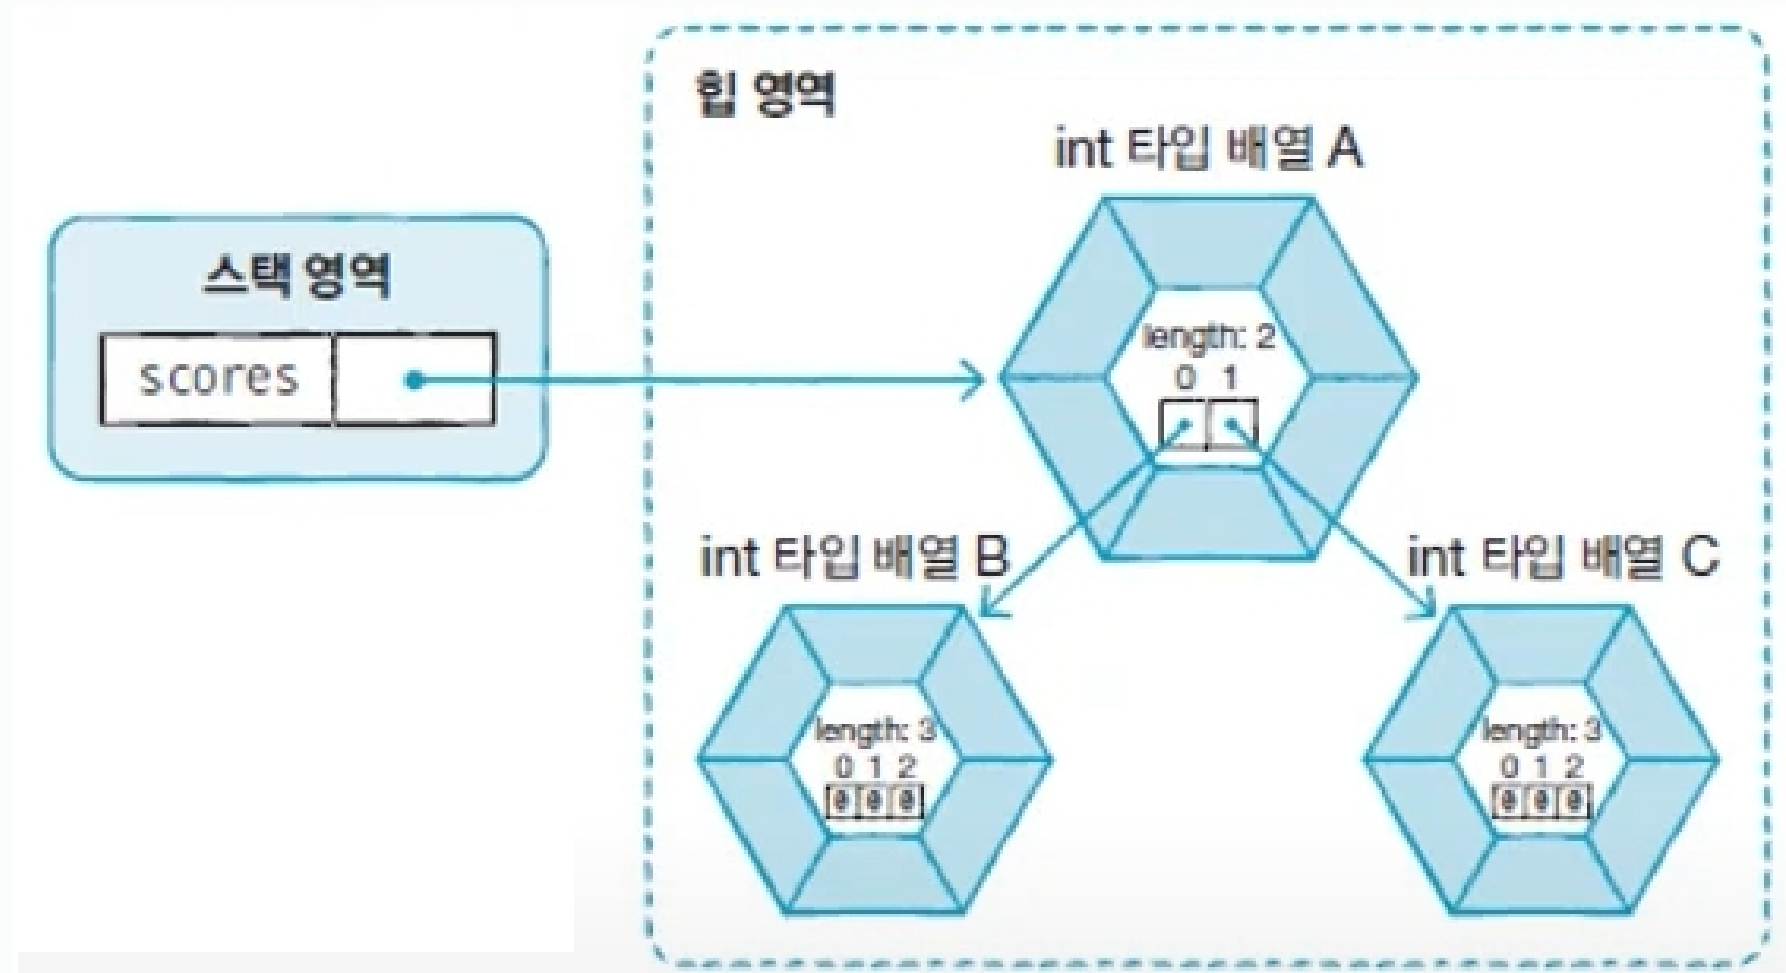 힙 영역
int 타입 배열 A
스택 영역
scores
length: 2
0 1
int 타입 배열 B
int 타입 배열 C
length: 3
0 1 2
0 0 0
length: 3
0 1 2
0 0 0